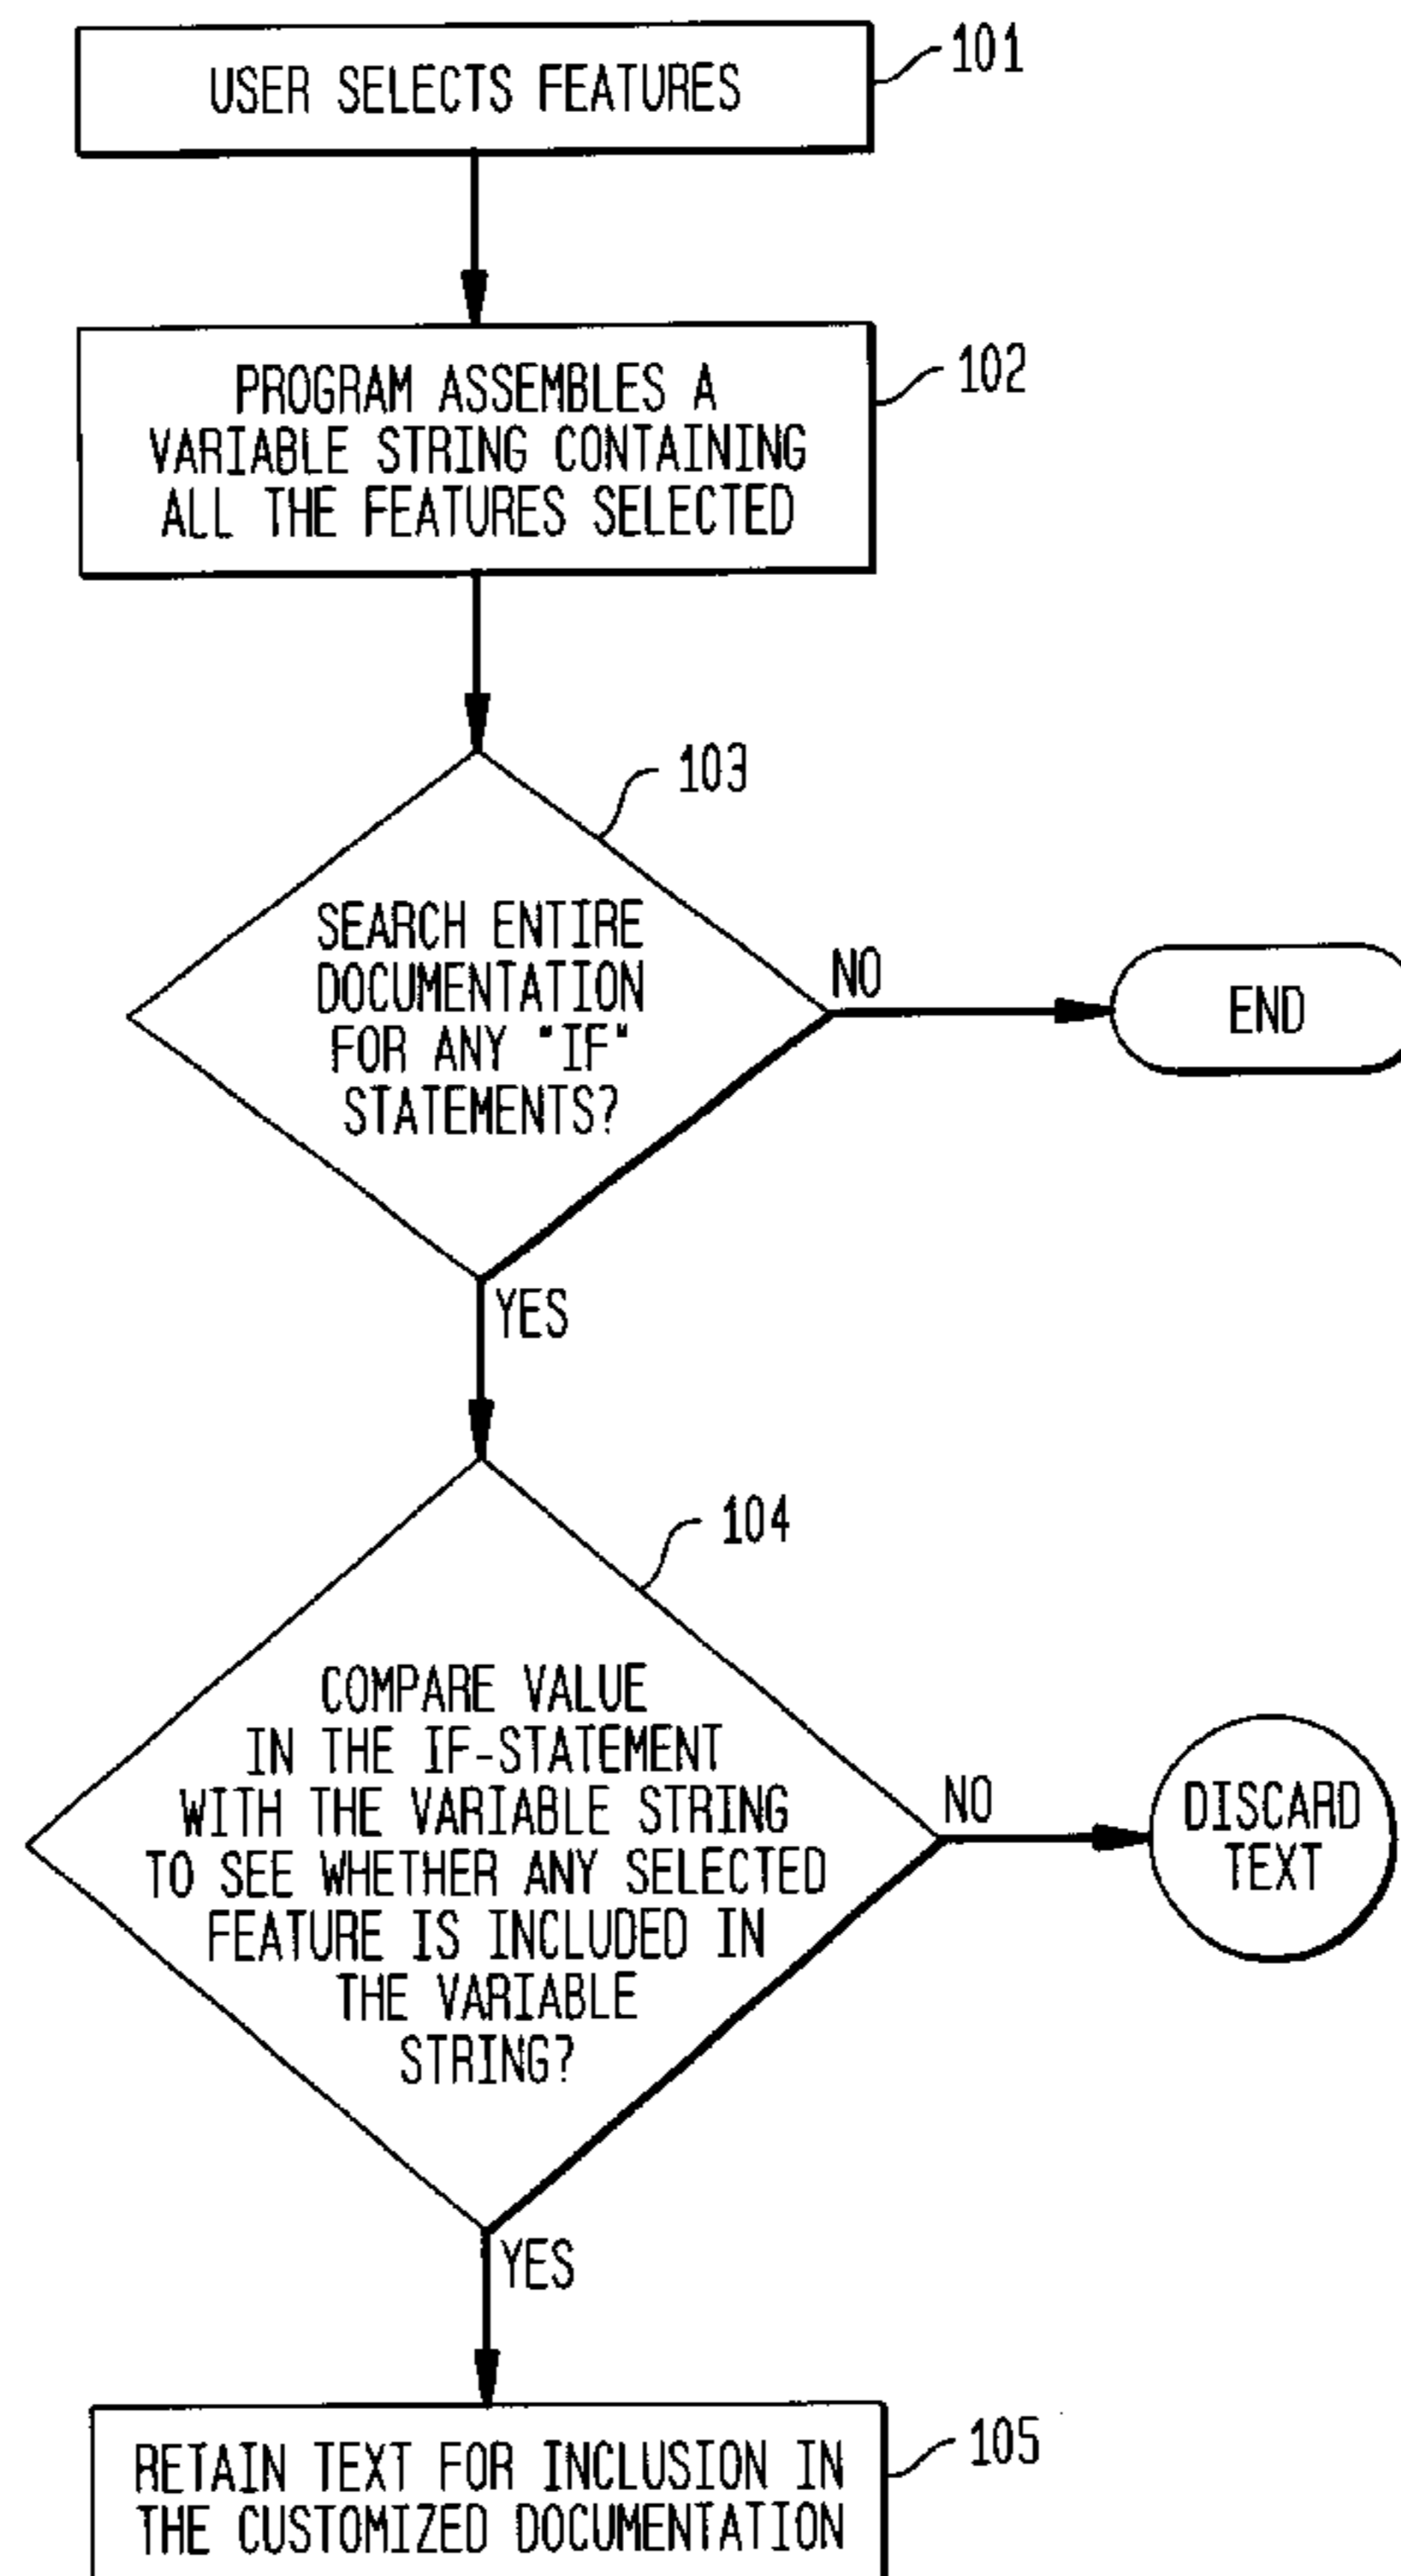 101
USER SELECTS FEATURES
102
PROGRAM ASSEMBLES A
VARIABLE STRING CONTAINING
ALL THE FEATURES SELECTED
103
SEARCH ENTIRE
DOCUMENTATION
FOR ANY "IF"
STATEMENTS?
NO
END
YES
104
COMPARE VALUE
IN THE IF-STATEMENT
WITH THE VARIABLE STRING
TO SEE WHETHER ANY SELECTED
FEATURE IS INCLUDED IN
THE VARIABLE
STRING?
NO
DISCARD
TEXT
YES
105
RETAIN TEXT FOR INCLUSION IN
THE CUSTOMIZED DOCUMENTATION